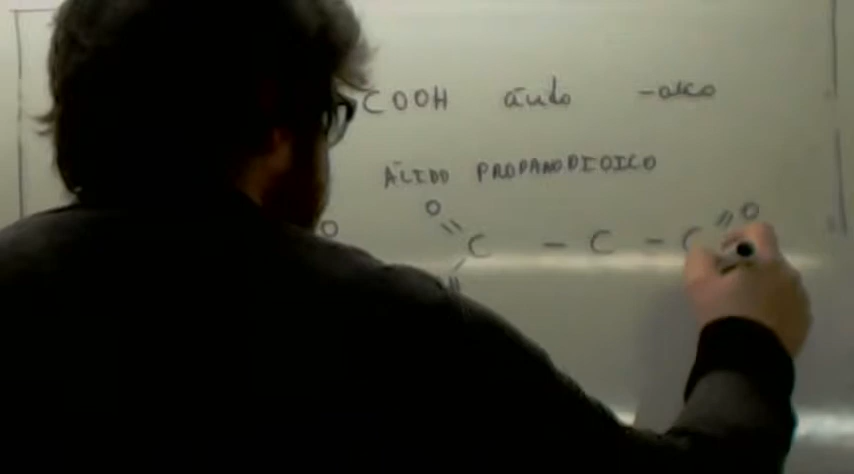 COOH ácido -oico
ÁCIDO PROPANODIOICO
O O
O C - C - C
H